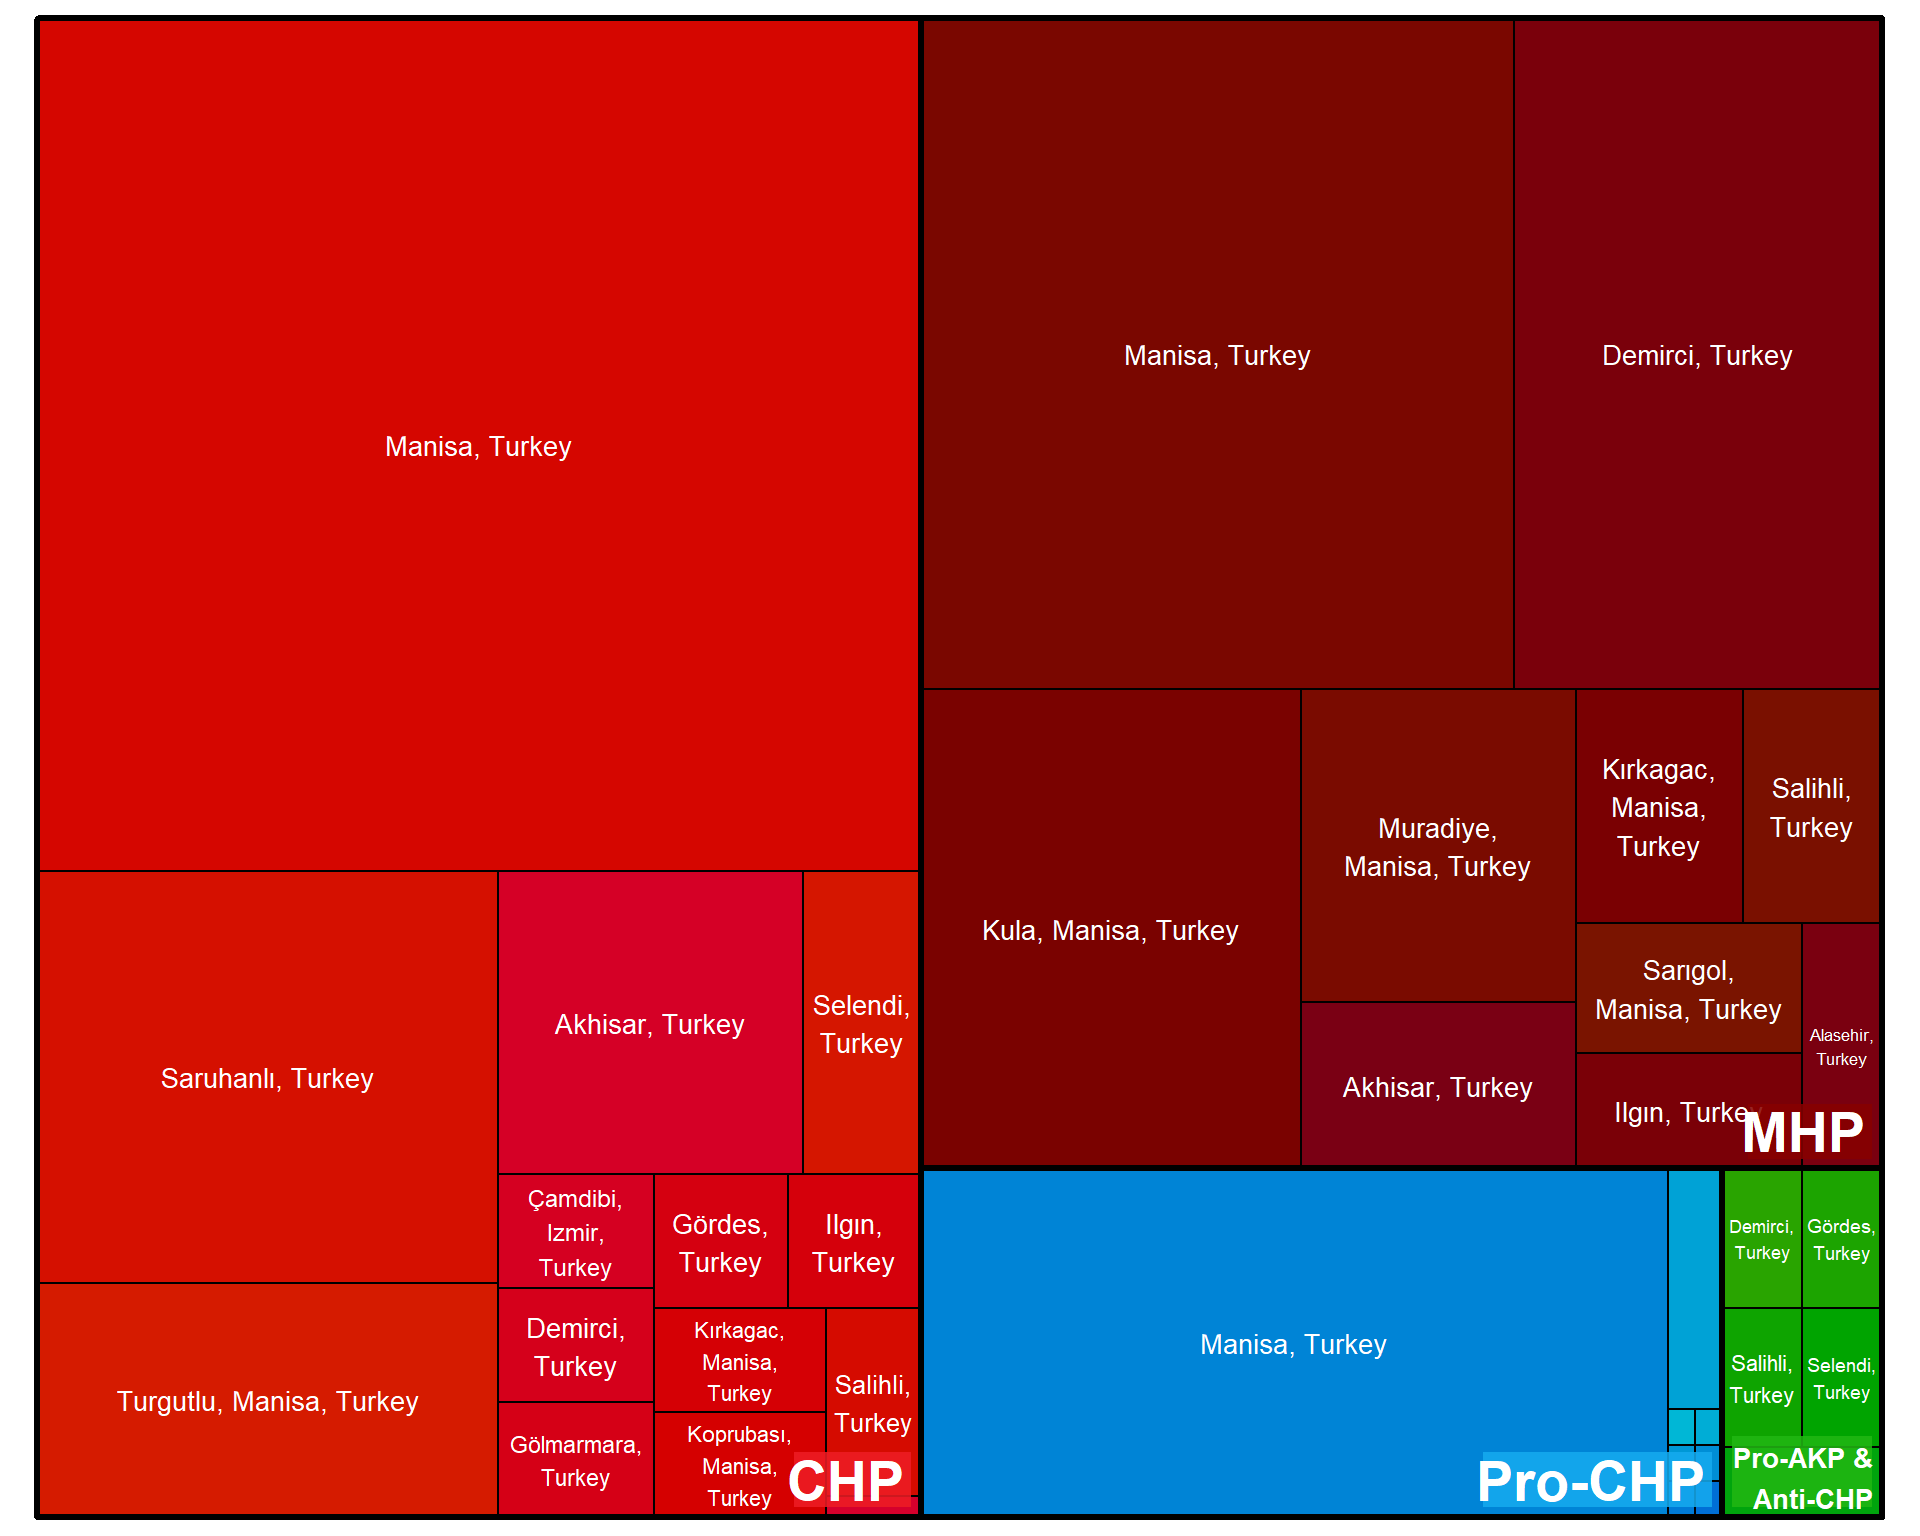 Manisa, Turkey
Saruhanlı, Turkey
Turgutlu, Manisa, Turkey
Akhisar, Turkey
Selendi,
Turkey
Çamdibi,
Izmir,
Turkey
Demirci,
Turkey
Gölmarmara,
Turkey
Gördes,
Turkey
Ilgın,
Turkey
Kırkagac,
Manisa,
Turkey
Koprubası,
Manisa,
Turkey
Salihli,
Turkey
CHP
Manisa, Turkey
Demirci, Turkey
Kula, Manisa, Turkey
Muradiye,
Manisa, Turkey
Akhisar, Turkey
Kırkagac,
Manisa,
Turkey
Salihli,
Turkey
Sarıgol,
Manisa, Turkey
Ilgın, Turkey
Alasehir,
Turkey
MHP
Manisa, Turkey
Pro-CHP
Demirci,
Turkey
Gördes,
Turkey
Salihli,
Turkey
Selendi,
Turkey
Pro-AKP &
Anti-CHP